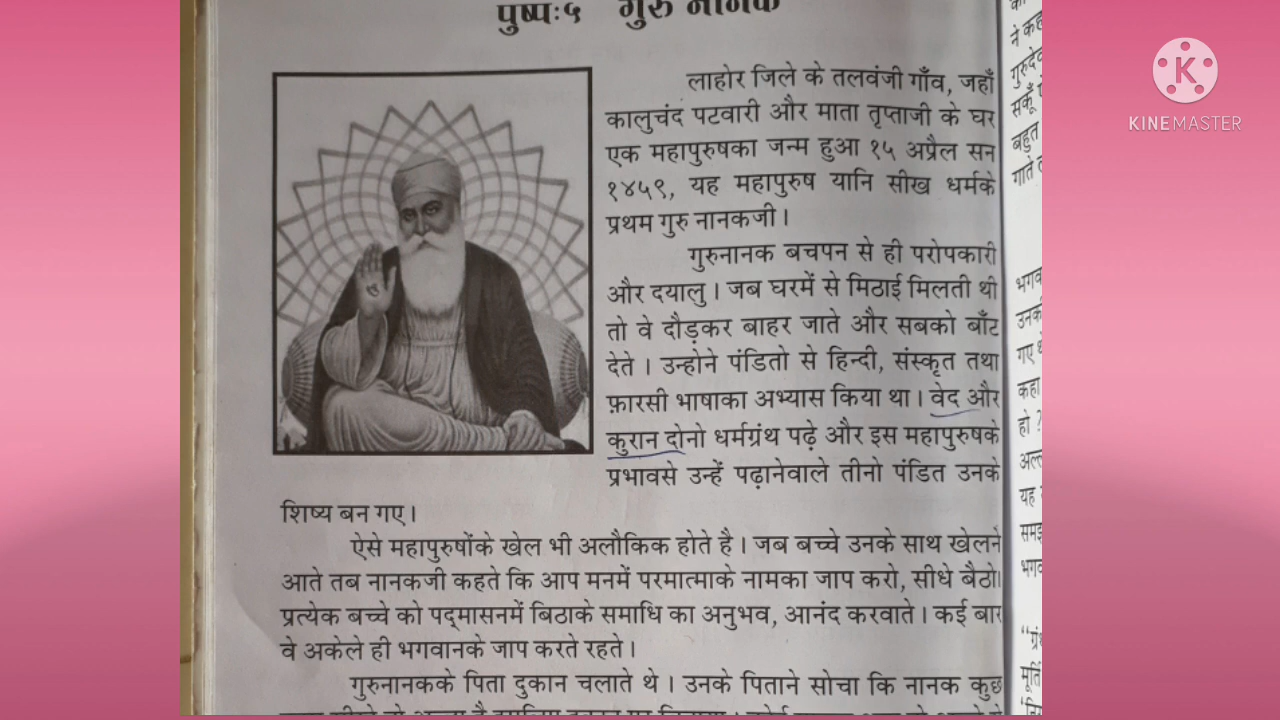 पुष्पः५ गुरु नानक
लाहोर जिले के तलवंजी गाँव, जहाँ
कालुचंद पटवारी और माता तृप्ताजी के घर
एक महापुरुषका जन्म हुआ १५ अप्रैल सन
१४५९, यह महापुरुष यानि सीख धर्मके
प्रथम गुरु नानकजी ।
गुरुनानक बचपन से ही परोपकारी
और दयालु । जब घरमें से मिठाई मिलती थी
तो वे दौड़कर बाहर जाते और सबको बाँट
देते । उन्होने पंडितो से हिन्दी, संस्कृत तथा
फ़ारसी भाषाका अभ्यास किया था । वेद और
कुरान दोनो धर्मग्रंथ पढ़े और इस महापुरुषके
प्रभावसे उन्हें पढ़ानेवाले तीनो पंडित उनके
शिष्य बन गए ।
ऐसे महापुरुषोंके खेल भी अलौकिक होते है । जब बच्चे उनके साथ खेलने
आते तब नानकजी कहते कि आप मनमें परमात्माके नामका जाप करो, सीधे बैठो।
प्रत्येक बच्चे को पद्मासनमें बिठाके समाधि का अनुभव, आनंद करवाते । कई बार
वे अकेले ही भगवानके जाप करते रहते ।
गुरुनानकके पिता दुकान चलाते थे । उनके पिताने सोचा कि नानक कुछ
KINEMASTER